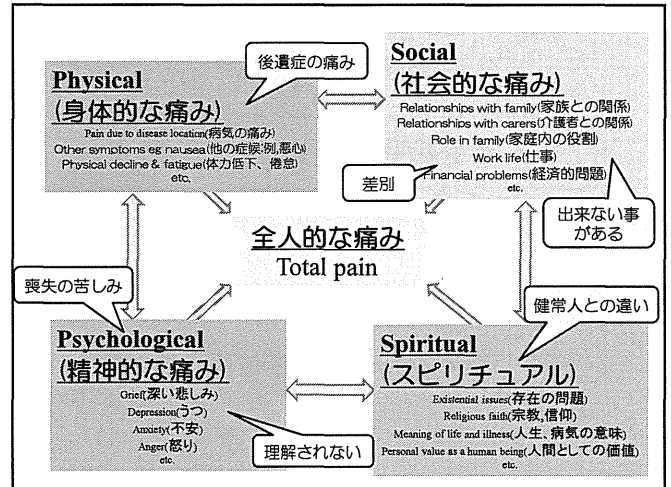 Physical
(身体的な痛み)
Pain due to disease location(病気の痛み)
Other symptoms eg nausea(他の症候:例,悪心)
Physical decline & fatigue(体力低下、倦怠)
etc.
後遺症の痛み
Social
(社会的な痛み)
Relationships with family(家族との関係)
Relationships with carers(介護者との関係)
Role in family(家庭内の役割)
Work life(仕事)
Financial problems(経済的問題)
etc.
差別
出来ない事
がある
全人的な痛み
Total pain
喪失の苦しみ
Psychological
(精神的な痛み)
Grief(深い悲しみ)
Depression(うつ)
Anxiety(不安)
Anger(怒り)
etc.
理解されない
健常人との違い
Spiritual
(スピリチュアル)
Existential issues(存在の問題)
Religious faith(宗教,信仰)
Meaning of life and illness(人生、病気の意味)
Personal value as a human being(人間としての価値)
etc.